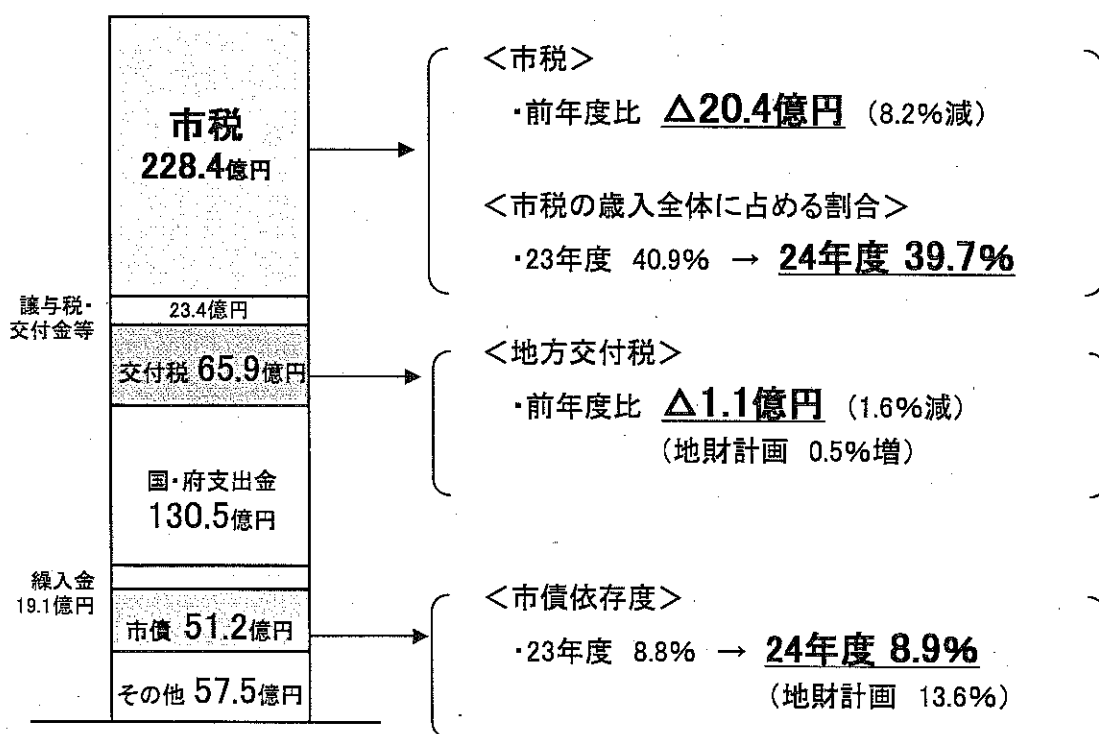 市税
228.4億円
譲与税・
交付金等
23.4億円
交付税 65.9億円
国・府支出金
130.5億円
繰入金
19.1億円
市債 51.2億円
その他 57.5億円
＜市税＞
・前年度比 △20.4億円 （8.2％減）
＜市税の歳入全体に占める割合＞
・23年度 40.9％ → 24年度 39.7％
＜地方交付税＞
・前年度比 △1.1億円 （1.6％減）
（地財計画 0.5％増）
＜市債依存度＞
・23年度 8.8％ → 24年度 8.9％
（地財計画 13.6％）